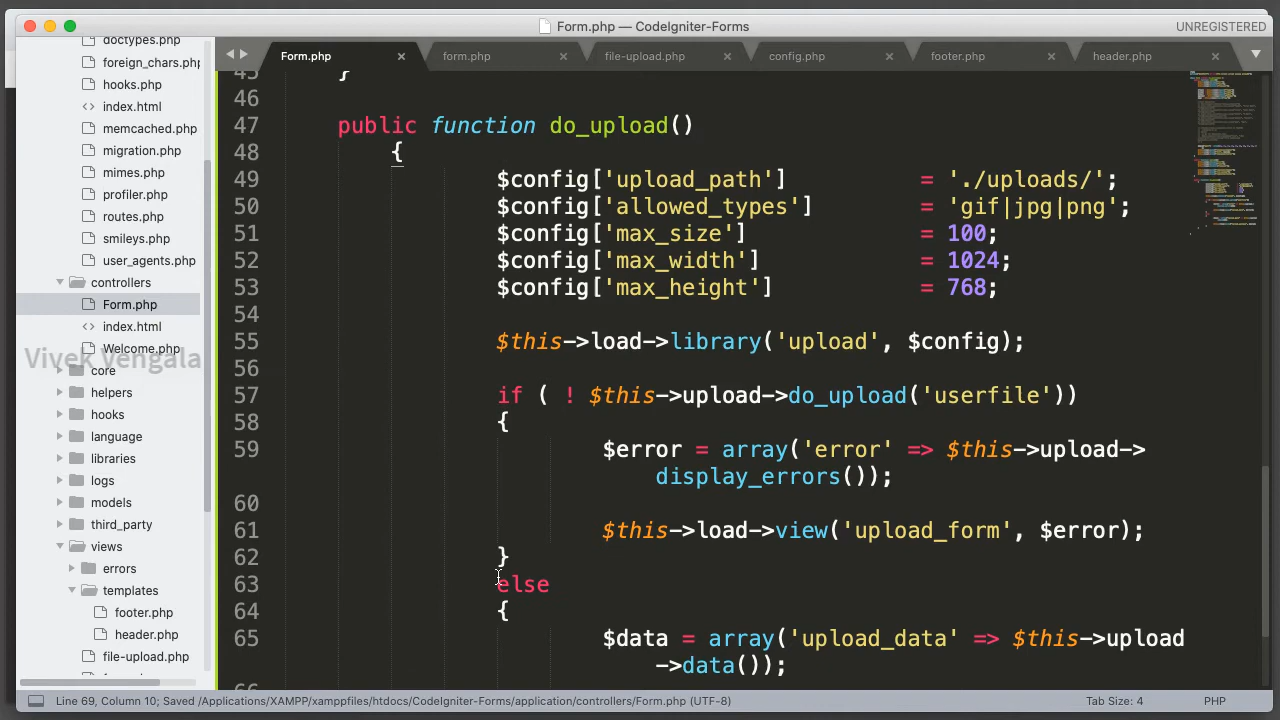 Form.php — CodeIgniter-Forms
UNREGISTERED
Form.php
form.php
file-upload.php
config.php
footer.php
header.php
doctypes.php
foreign_chars.php
hooks.php
index.html
memcached.php
migration.php
mimes.php
profiler.php
routes.php
smileys.php
user_agents.php
controllers
Form.php
index.html
Welcome.php
Vivek Vengala
core
helpers
hooks
language
libraries
logs
models
third_party
views
errors
templates
footer.php
header.php
file-upload.php
45 }
46
47 public function do_upload()
48 {
49 $config['upload_path'] = './uploads/';
50 $config['allowed_types'] = 'gif|jpg|png';
51 $config['max_size'] = 100;
52 $config['max_width'] = 1024;
53 $config['max_height'] = 768;
54
55 $this->load->library('upload', $config);
56
57 if ( ! $this->upload->do_upload('userfile'))
58 {
59 $error = array('error' => $this->upload->
display_errors());
60
61 $this->load->view('upload_form', $error);
62 }
63 else
64 {
65 $data = array('upload_data' => $this->upload
->data());
Line 69, Column 10; Saved /Applications/XAMPP/xamppfiles/htdocs/CodeIgniter-Forms/application/controllers/Form.php (UTF-8)
Tab Size: 4
PHP